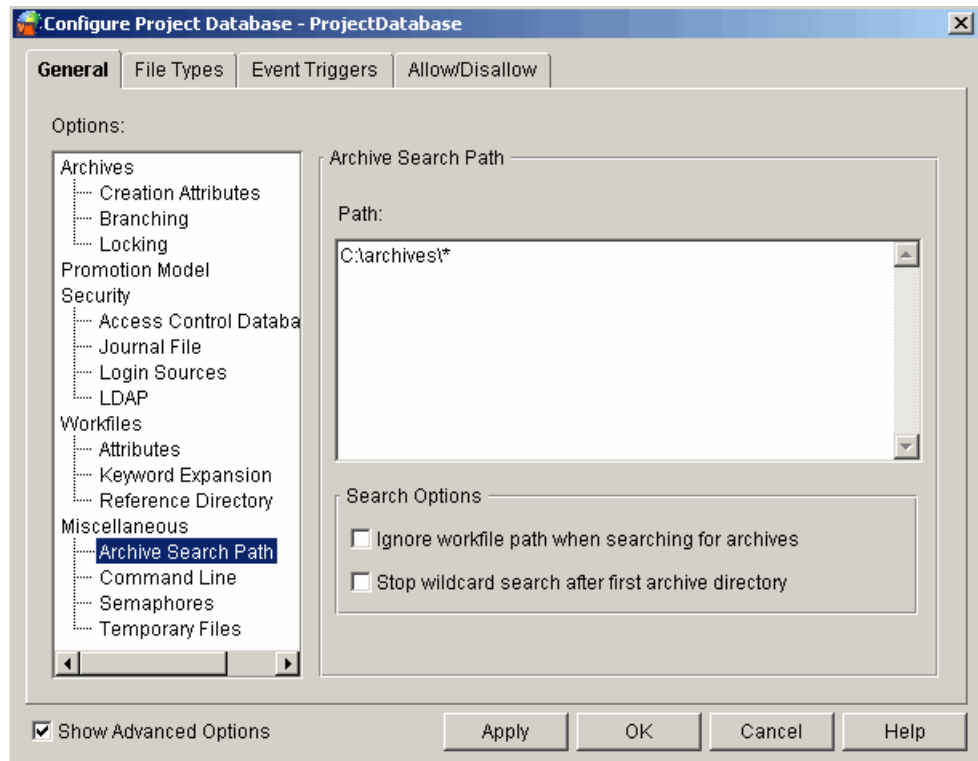 Configure Project Database - ProjectDatabase
General
File Types
Event Triggers
Allow/Disallow
Options:
Archives
Creation Attributes
Branching
Locking
Promotion Model
Security
Access Control Databa
Journal File
Login Sources
LDAP
Workfiles
Attributes
Keyword Expansion
Reference Directory
Miscellaneous
Archive Search Path
Command Line
Semaphores
Temporary Files
Archive Search Path
Path:
C:\archives\*
Search Options
Ignore workfile path when searching for archives
Stop wildcard search after first archive directory
Show Advanced Options
Apply
OK
Cancel
Help